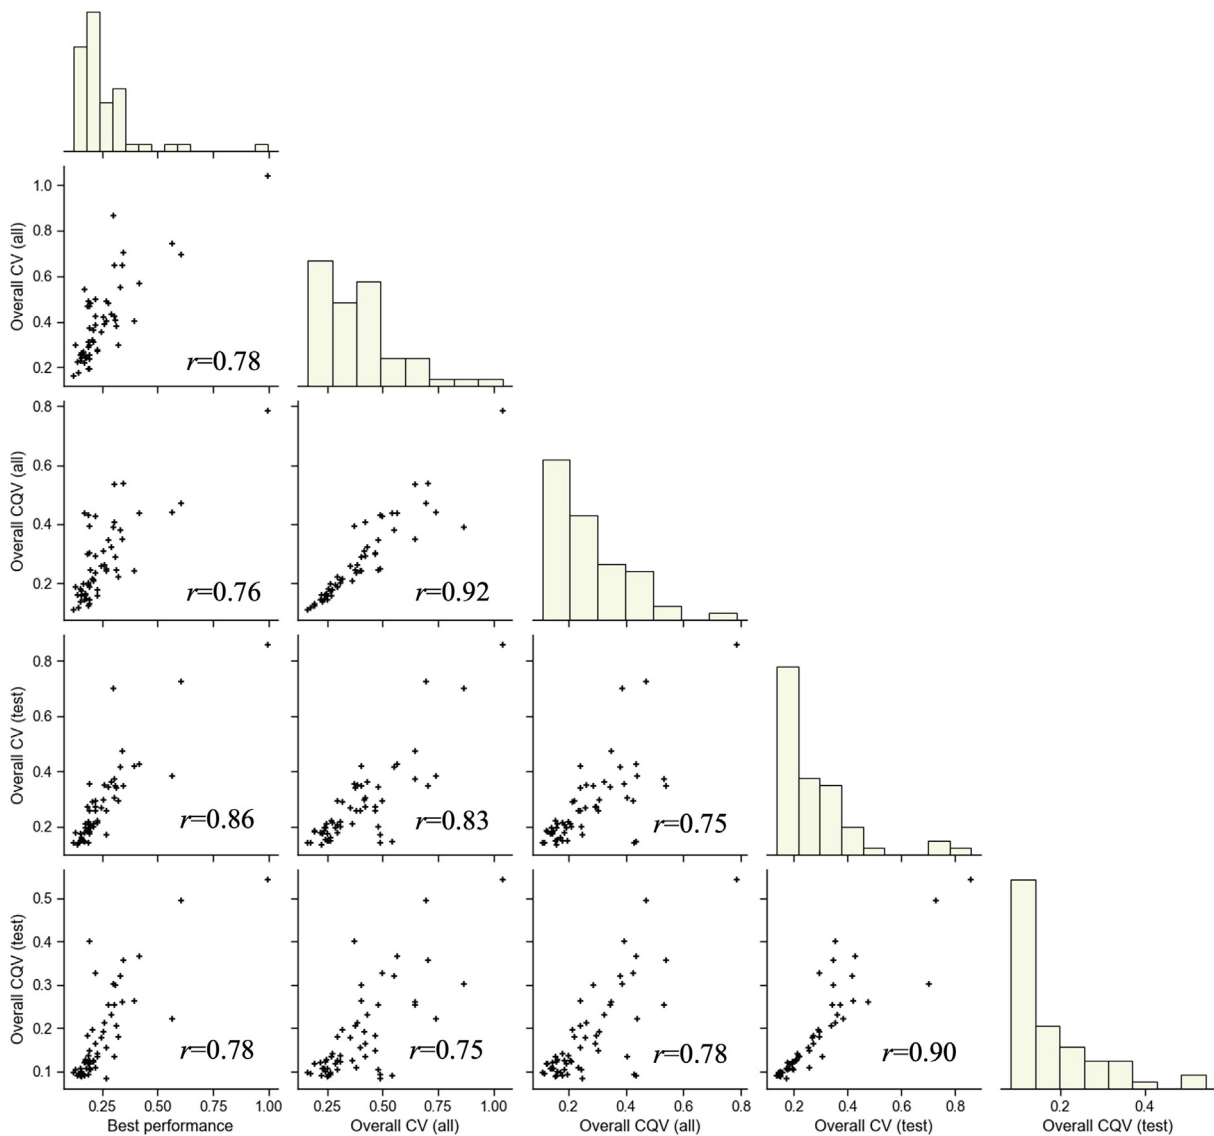 1.0
0.8
0.6
0.4
0.2
Overall CV (all)
r=0.78
0.8
0.6
0.4
0.2
Overall CQV (all)
r=0.76
r=0.92
0.8
0.6
0.4
0.2
Overall CV (test)
r=0.86
r=0.83
r=0.75
0.5
0.4
0.3
0.2
0.1
Overall CQV (test)
r=0.78
r=0.75
r=0.78
r=0.90
0.25 0.50 0.75 1.00 0.25 0.50 0.75 1.00 0.2 0.4 0.6 0.8 0.2 0.4 0.6 0.8 0.2 0.4
Best performance Overall CV (all) Overall CQV (all) Overall CV (test) Overall CQV (test)